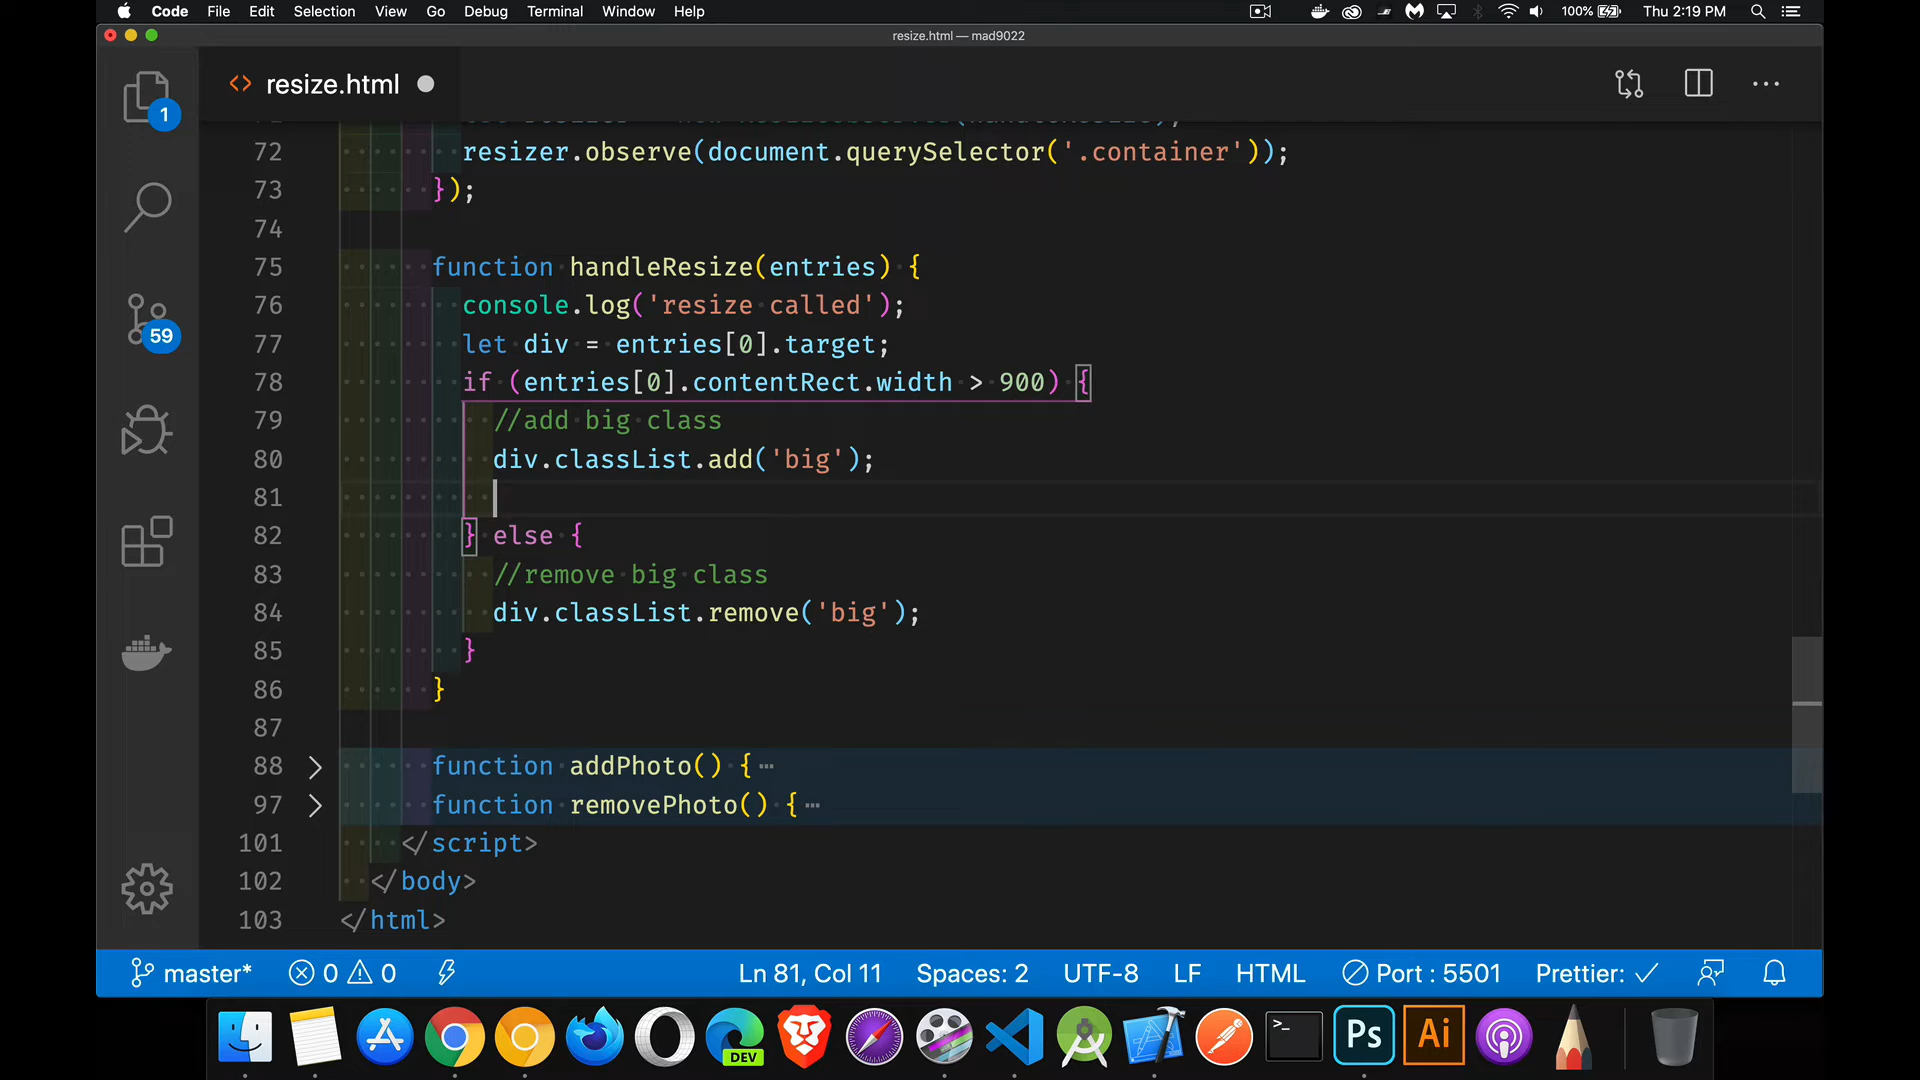 Code File Edit Selection View Go Debug Terminal Window Help 100% Thu 2:19 PM
resize.html — mad9022
resize.html
1
59
72 resizer.observe(document.querySelector('.container'));
73 });
74
75 function handleResize(entries) {
76 console.log('resize called');
77 let div = entries[0].target;
78 if (entries[0].contentRect.width > 900) {
79 //add big class
80 div.classList.add('big');
81
82 } else {
83 //remove big class
84 div.classList.remove('big');
85 }
86 }
87
88 function addPhoto() {…
97 function removePhoto() {…
101 </script>
102 </body>
103 </html>
master* 0 0 Ln 81, Col 11 Spaces: 2 UTF-8 LF HTML Port : 5501 Prettier: ✓
DEV
>_
Ps
Ai